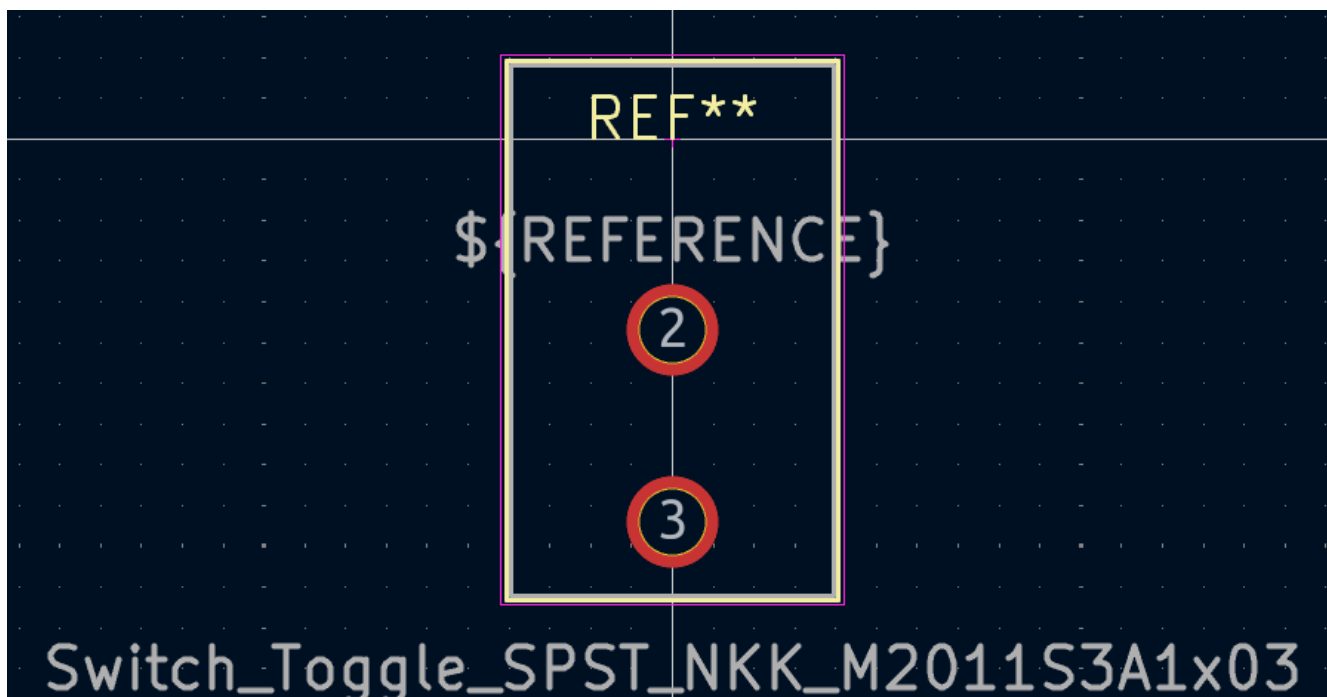 REF**
${REFERENCE}
2
3
Switch_Toggle_SPST_NKK_M2011S3A1x03